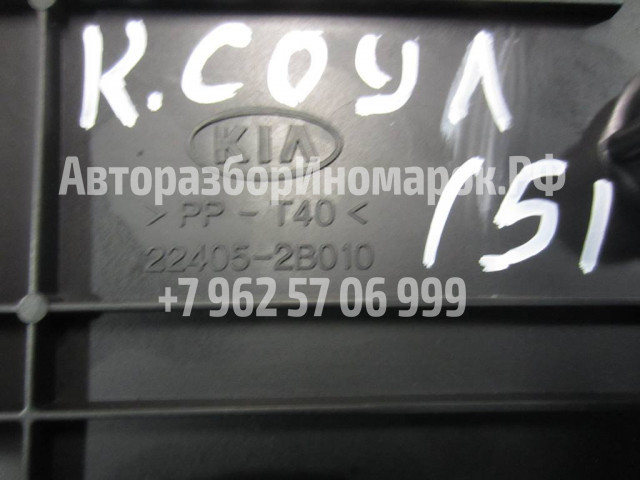 К.СОУЛ
KIA
АвторазборИномарок.РФ
> PP - T40 <
151
22405-2B010
+7 962 57 06 999